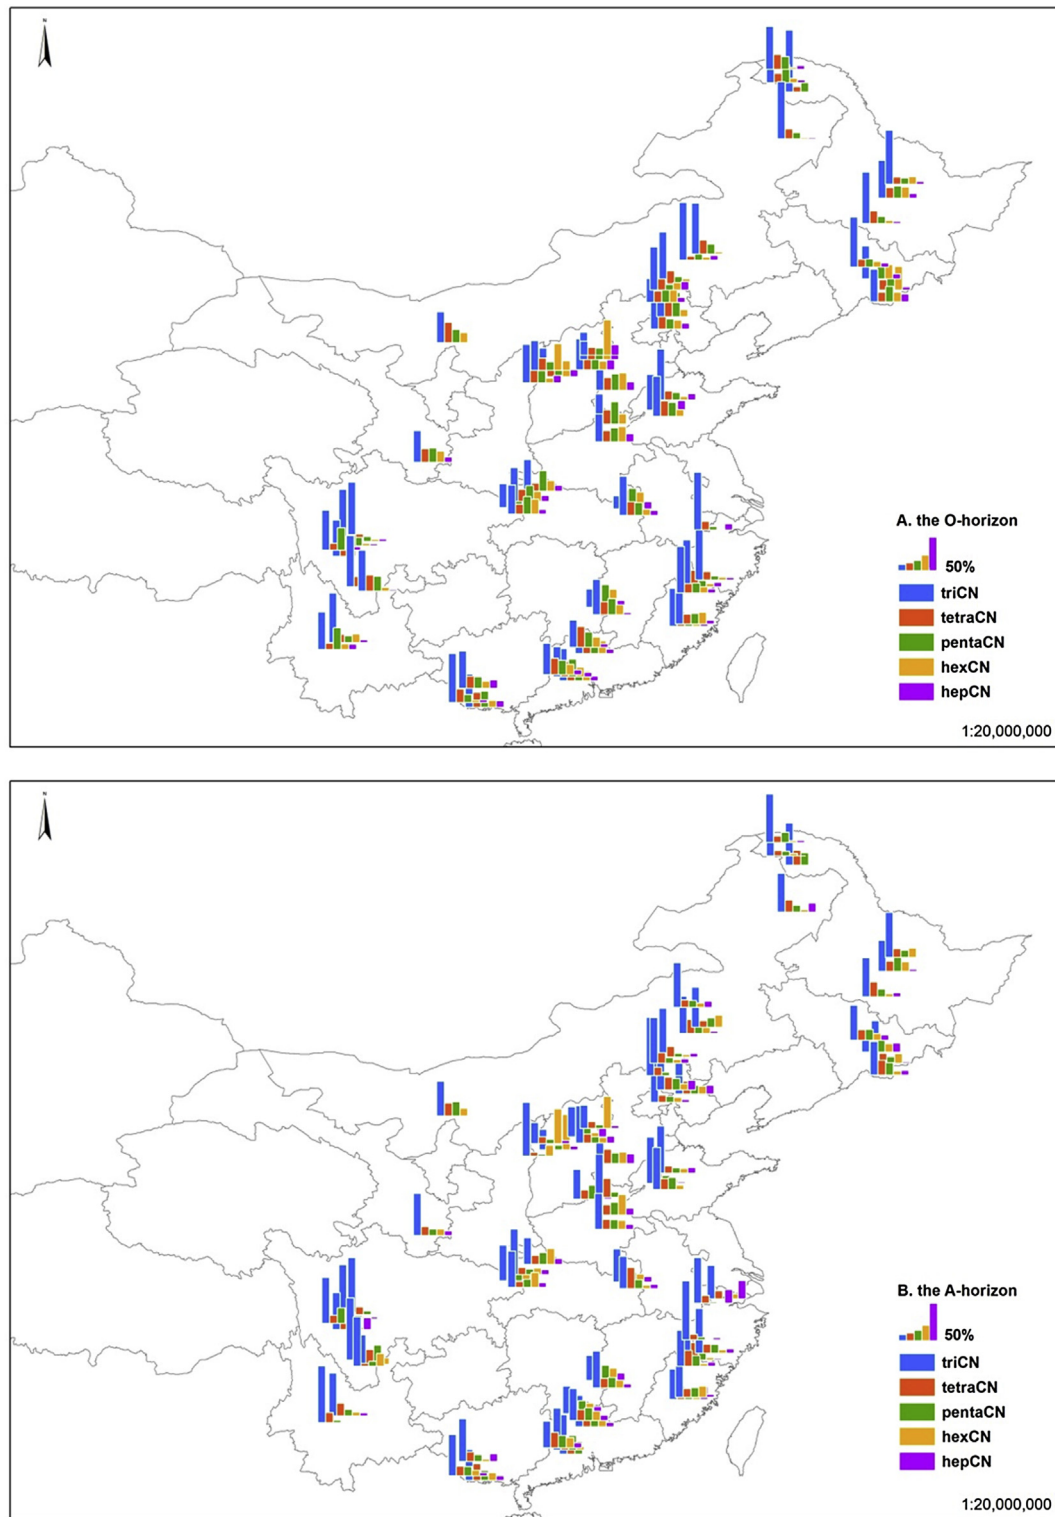 N
A. the O-horizon
50%
triCN
tetraCN
pentaCN
hexCN
hepCN
1:20,000,000
N
B. the A-horizon
50%
triCN
tetraCN
pentaCN
hexCN
hepCN
1:20,000,000